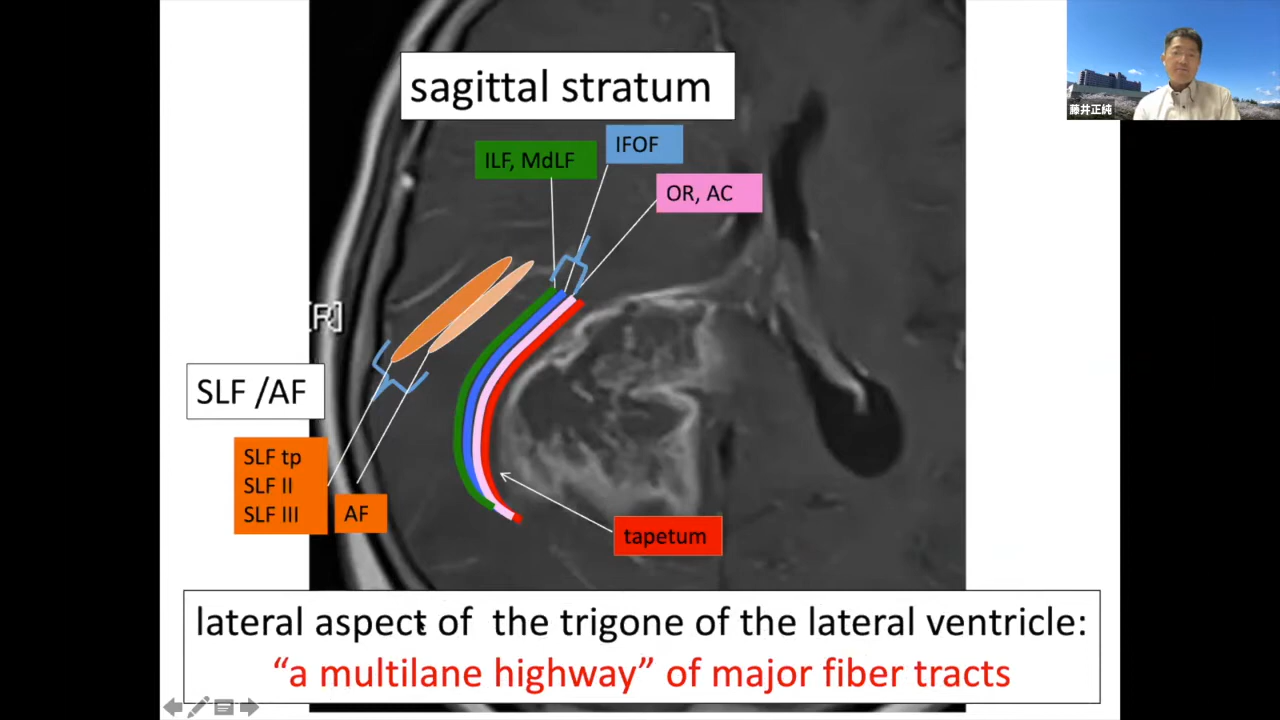 sagittal stratum
藤井正純
ILF, MdLF
IFOF
OR, AC
[R]
SLF /AF
SLF tp
SLF II
SLF III
AF
tapetum
lateral aspect of the trigone of the lateral ventricle:
“a multilane highway” of major fiber tracts